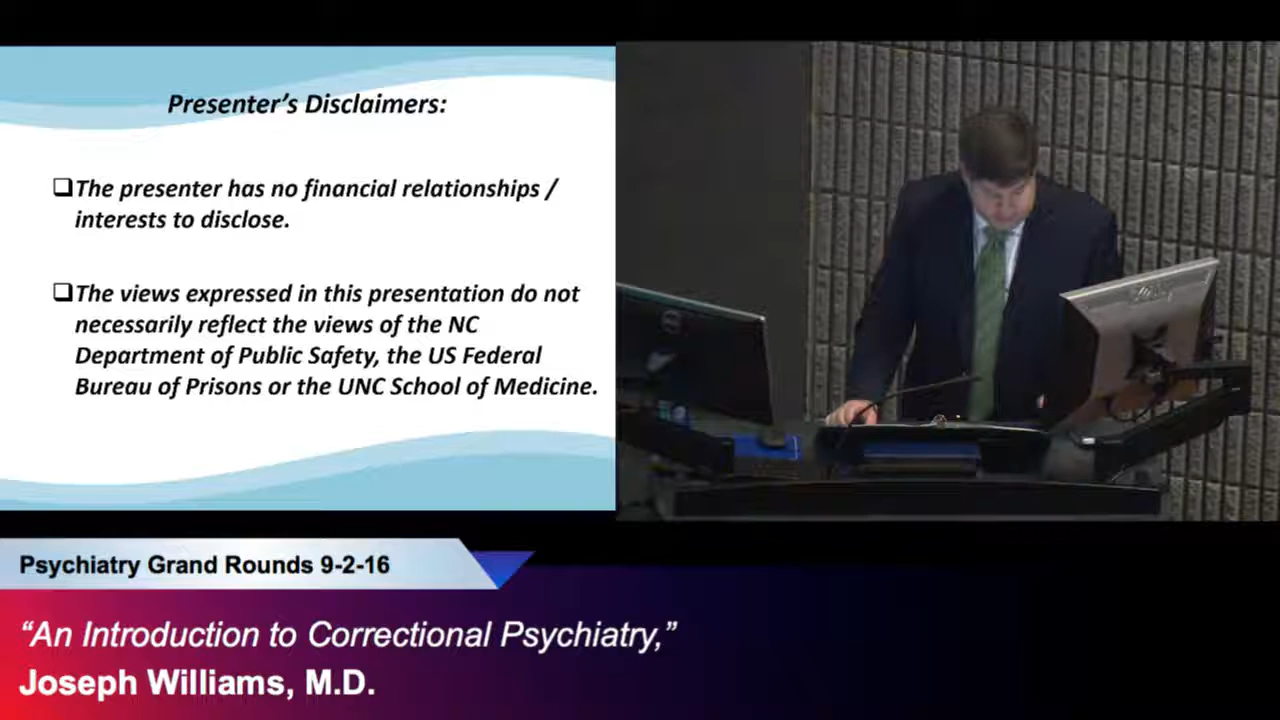 Presenter's Disclaimers:
❑The presenter has no financial relationships /
interests to disclose.
❑The views expressed in this presentation do not
necessarily reflect the views of the NC
Department of Public Safety, the US Federal
Bureau of Prisons or the UNC School of Medicine.
Psychiatry Grand Rounds 9-2-16
“An Introduction to Correctional Psychiatry,”
Joseph Williams, M.D.